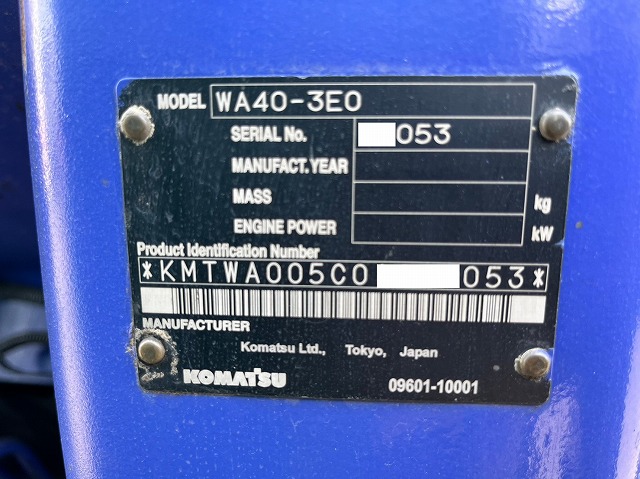 MODEL WA40-3E0
SERIAL No. 053
MANUFACT. YEAR
MASS kg
ENGINE POWER kW
Product Identification Number
*KMTWA005C0 053*
MANUFACTURER
Komatsu Ltd., Tokyo, Japan
KOMATSU 09601-10001